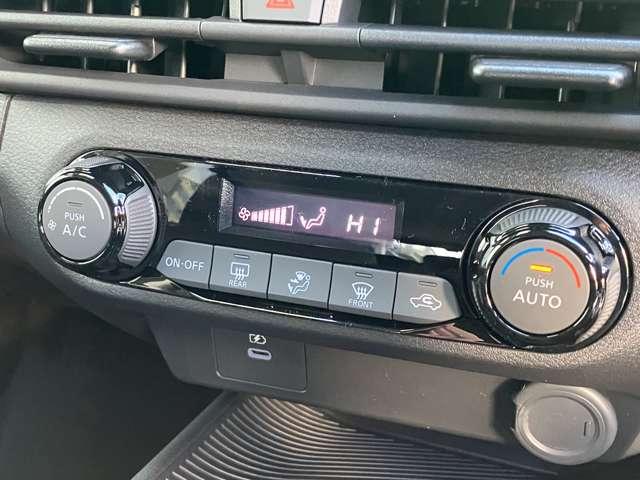 HI
PUSH
A/C
ON·OFF
REAR
FRONT
PUSH
AUTO